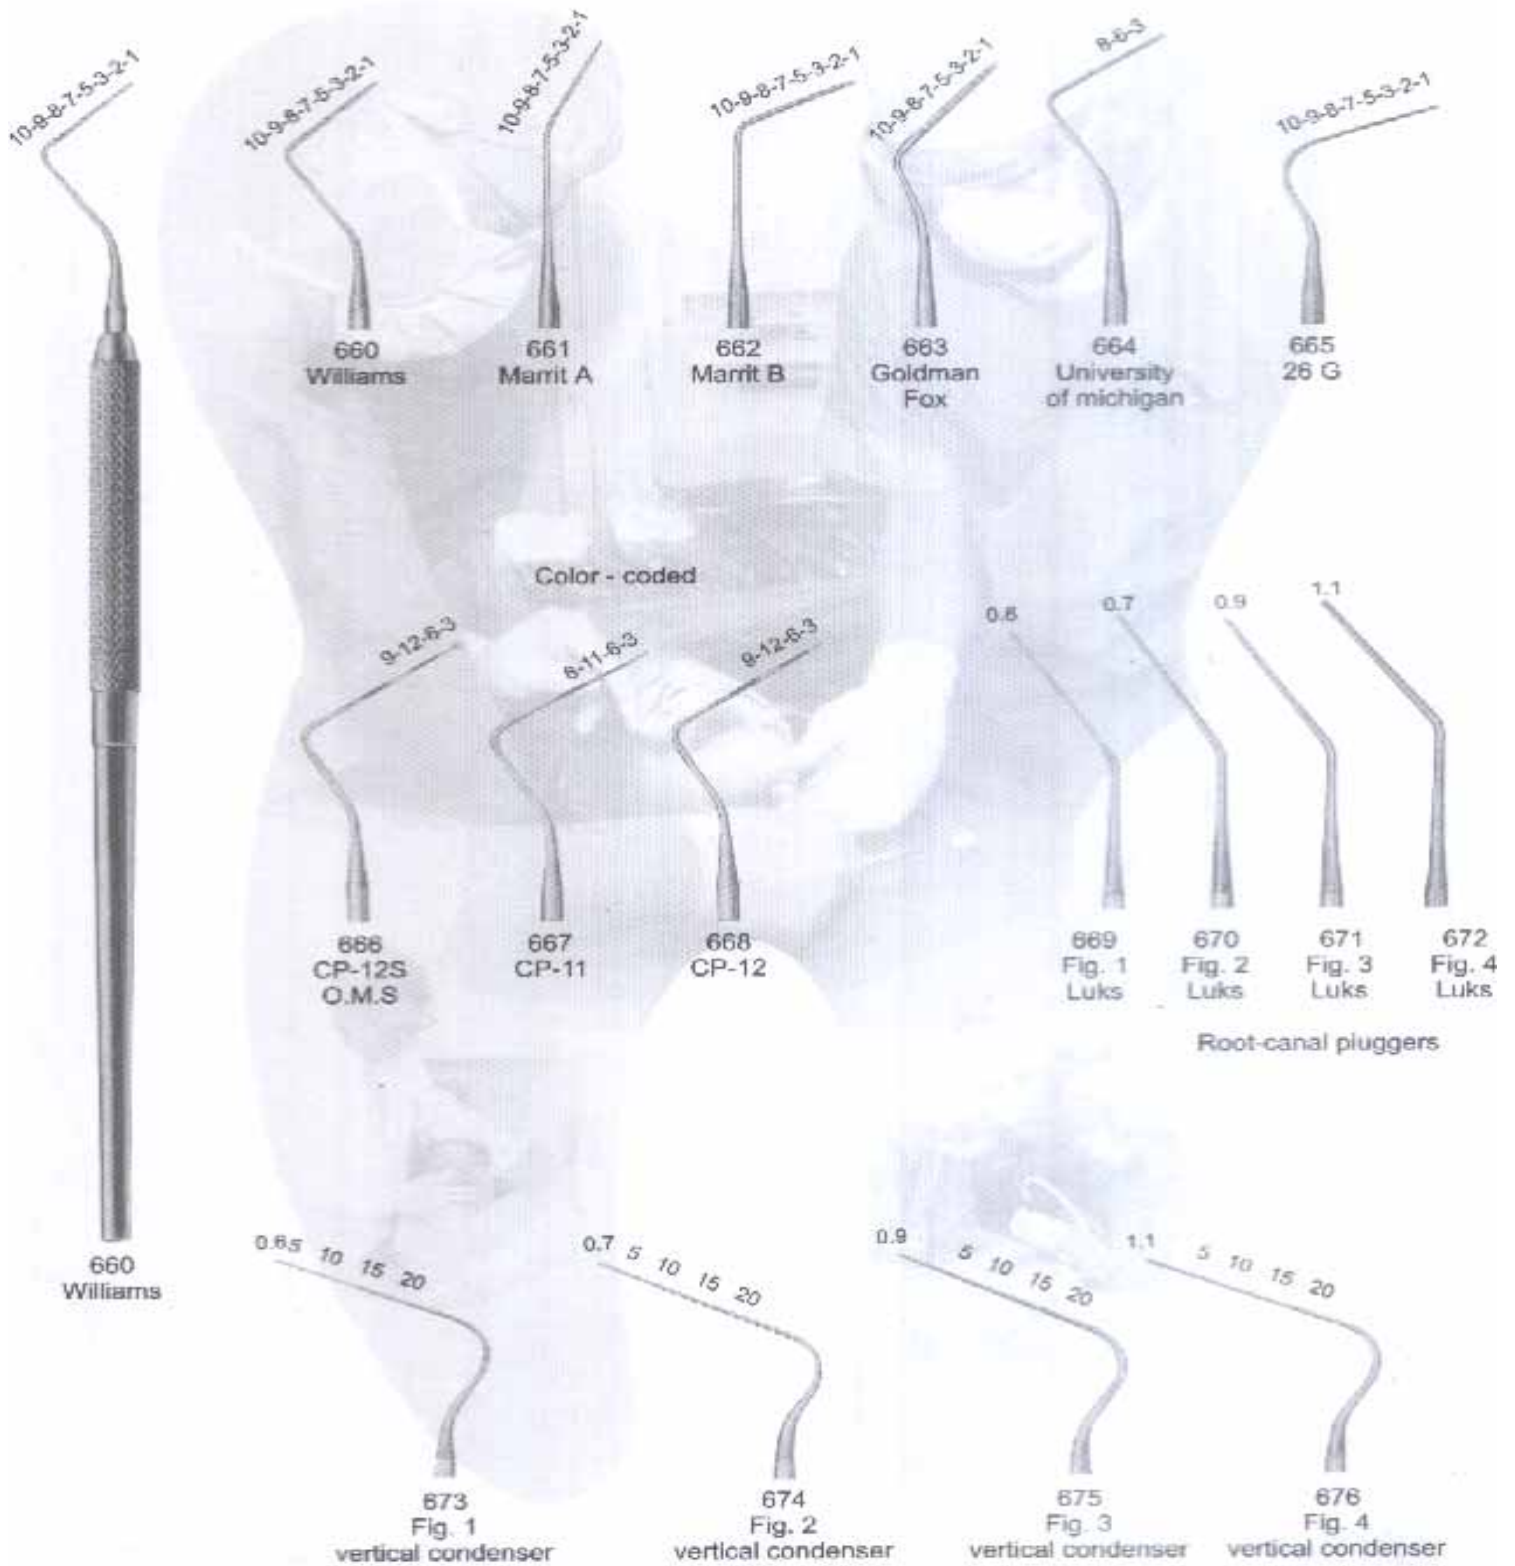 10-9-8-7-5-3-2-1
10-9-8-7-5-3-2-1
10-9-8-7-5-3-2-1
10-9-8-7-5-3-2-1
10-9-8-7-5-3-2-1
8-6-3
10-9-8-7-5-3-2-1
660
Williams
661
Marrit A
662
Marrit B
663
Goldman
Fox
664
University
of michigan
665
26 G
Color - coded
9-12-6-3
8-11-6-3
9-12-6-3
0.6
0.7
0.9
1.1
666
CP-12S
O.M.S
667
CP-11
668
CP-12
669
Fig. 1
Luks
670
Fig. 2
Luks
671
Fig. 3
Luks
672
Fig. 4
Luks
Root-canal pluggers
660
Williams
0.6 5 10 15 20
0.7 5 10 15 20
0.9 5 10 15 20
1.1 5 10 15 20
673
Fig. 1
vertical condenser
674
Fig. 2
vertical condenser
675
Fig. 3
vertical condenser
676
Fig. 4
vertical condenser